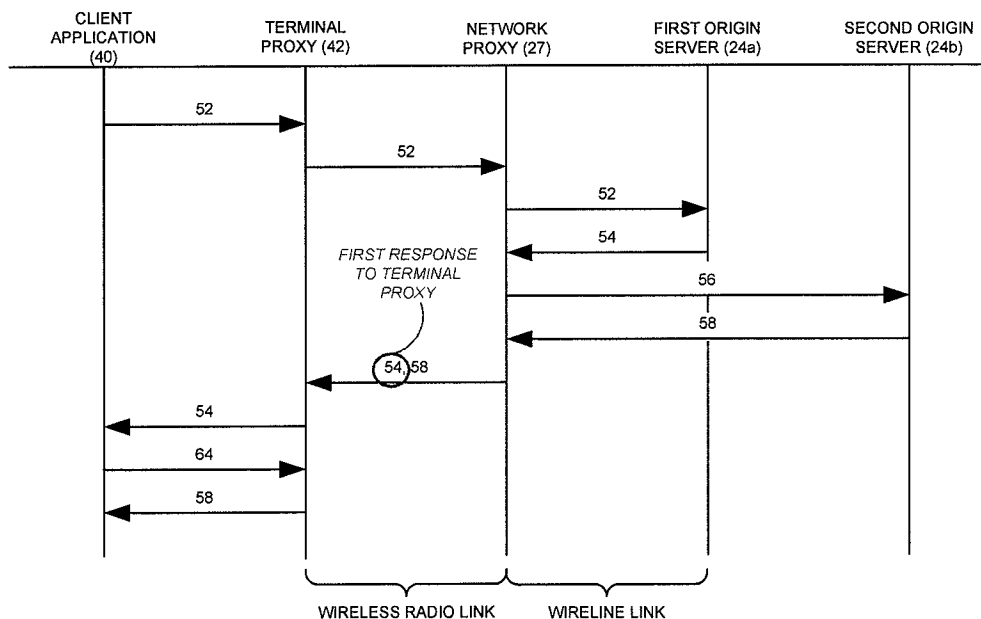 CLIENT
APPLICATION
(40)
TERMINAL
PROXY (42)
NETWORK
PROXY (27)
FIRST ORIGIN
SERVER (24a)
SECOND ORIGIN
SERVER (24b)
52
52
52
54
FIRST RESPONSE
TO TERMINAL
PROXY
56
58
54,58
54
64
58
WIRELESS RADIO LINK
WIRELINE LINK